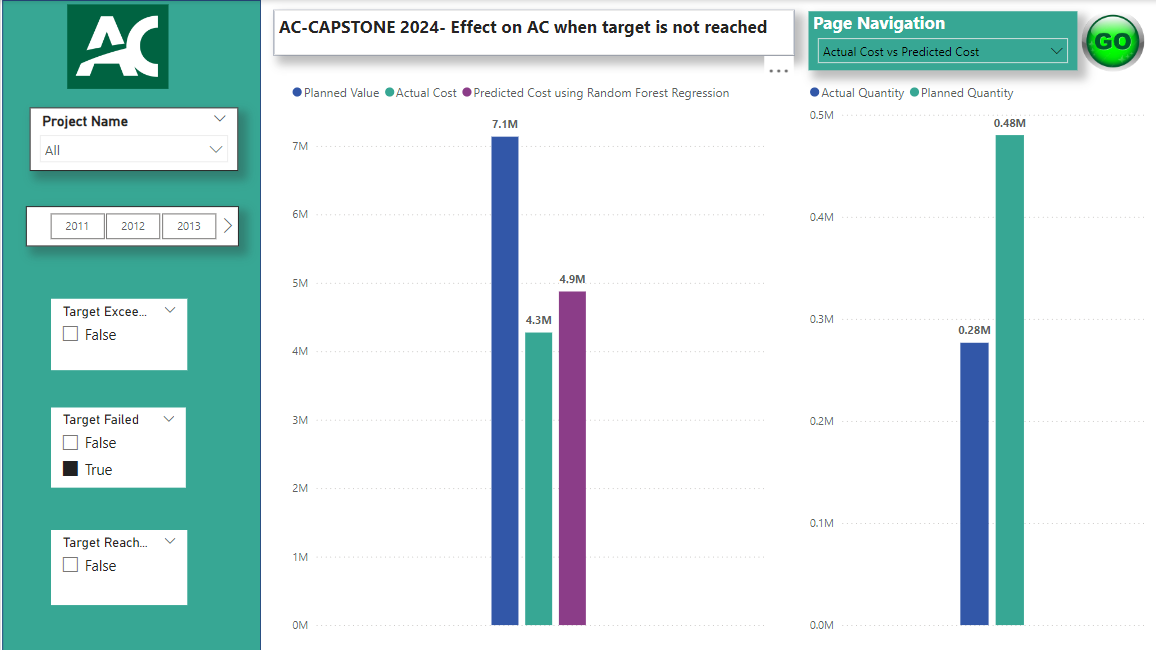 AC
Project Name
All
2011 2012 2013
Target Excee...
False
Target Failed
False
True
Target Reach...
False
AC-CAPSTONE 2024- Effect on AC when target is not reached
Planned Value Actual Cost Predicted Cost using Random Forest Regression
7.1M
7M
6M
5M
4.9M
4.3M
4M
3M
2M
1M
0M
Page Navigation
Actual Cost vs Predicted Cost
GO
Actual Quantity Planned Quantity
0.5M
0.48M
0.4M
0.3M
0.28M
0.2M
0.1M
0.0M